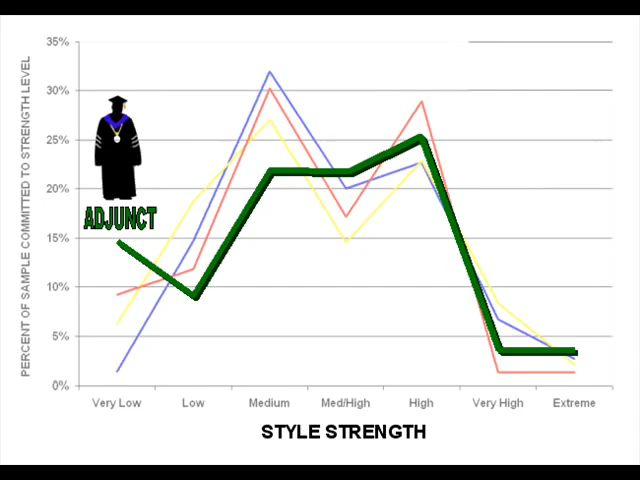 35%
30%
25%
20%
15%
10%
5%
0%
PERCENT OF SAMPLE COMMITTED TO STRENGTH LEVEL
ADJUNCT
Very Low Low Medium Med/High High Very High Extreme
STYLE STRENGTH